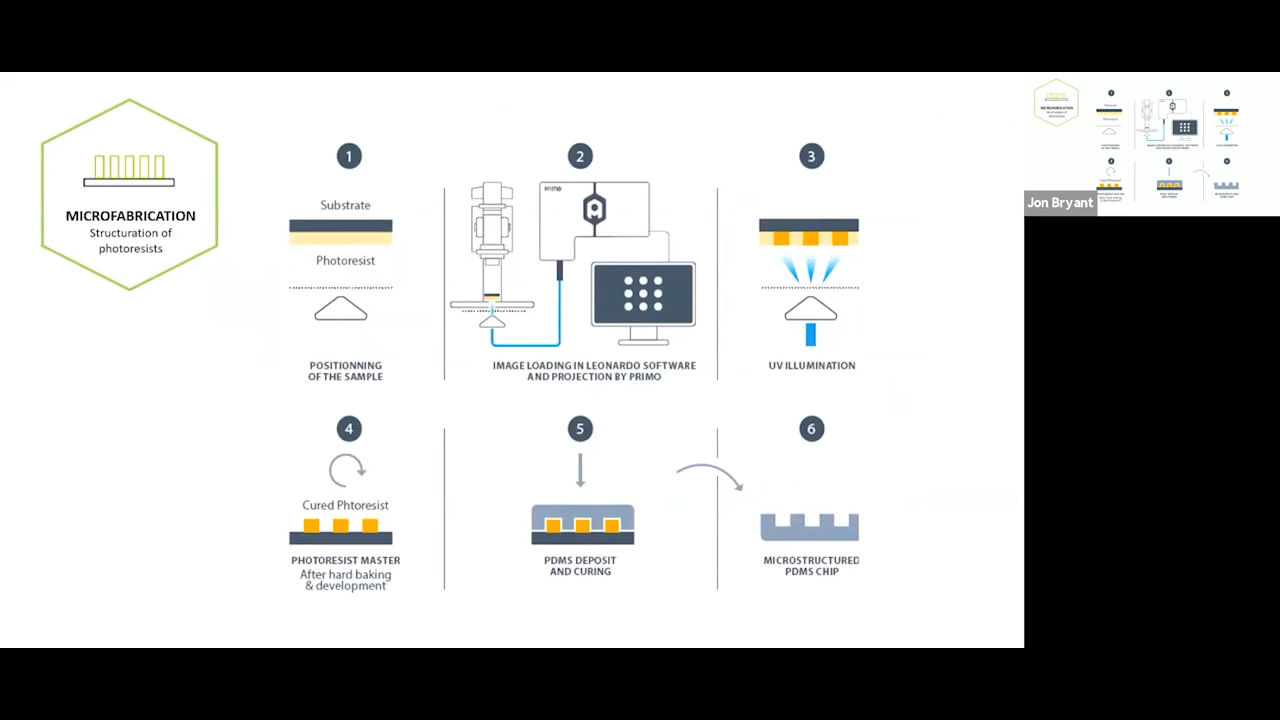 MICROFABRICATION
Structuration of
photoresists
1
Substrate
Photoresist
POSITIONNING
OF THE SAMPLE
2
PRIMO
IMAGE LOADING IN LEONARDO SOFTWARE
AND PROJECTION BY PRIMO
3
UV ILLUMINATION
4
Cured Phtoresist
PHOTORESIST MASTER
After hard baking
& development
5
PDMS DEPOSIT
AND CURING
6
MICROSTRUCTURED
PDMS CHIP
Jon Bryant